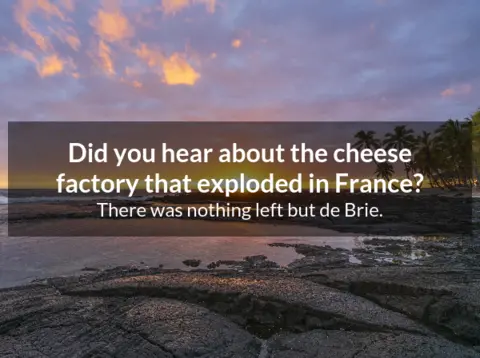 Did you hear about the cheese
factory that exploded in France?
There was nothing left but de Brie.